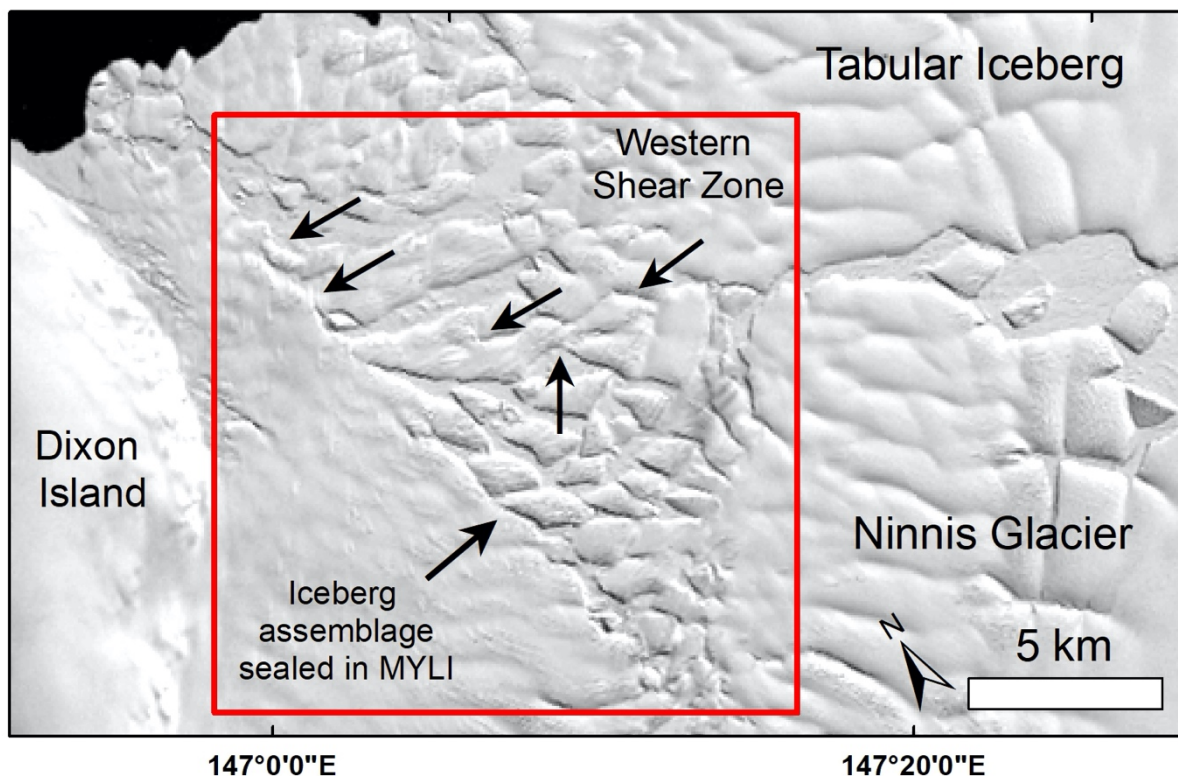 Tabular Iceberg
Western
Shear Zone
Dixon
Island
Ninnis Glacier
Iceberg
assemblage
sealed in MYLI
N
5 km
147°0'0"E
147°20'0"E